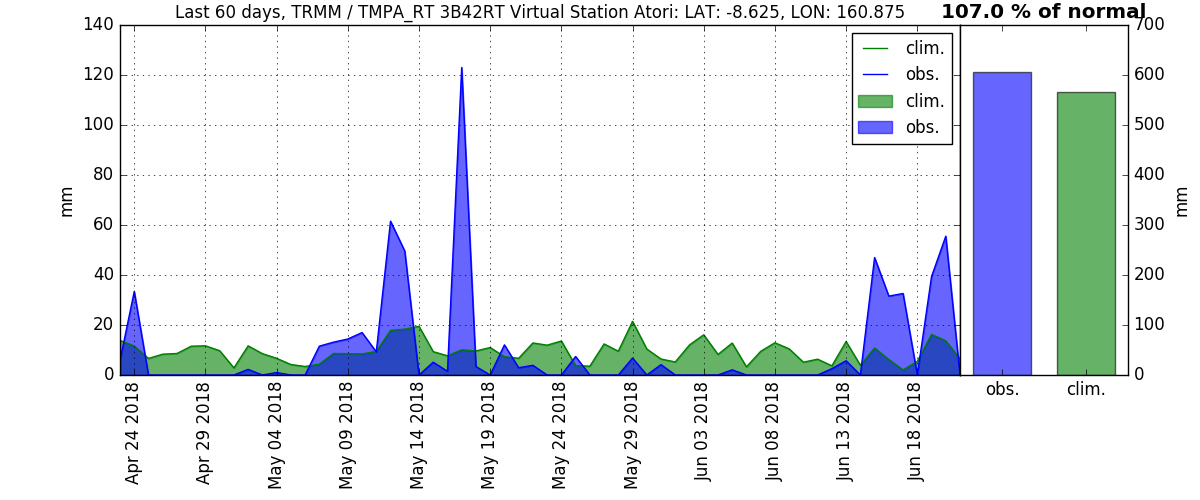 Last 60 days, TRMM / TMPA_RT 3B42RT Virtual Station Atori: LAT: -8.625, LON: 160.875
107.0 % of normal
140
120
100
80
60
40
20
0
mm
clim.
obs.
clim.
obs.
700
600
500
400
300
200
100
0
mm
Apr 24 2018
Apr 29 2018
May 04 2018
May 09 2018
May 14 2018
May 19 2018
May 24 2018
May 29 2018
Jun 03 2018
Jun 08 2018
Jun 13 2018
Jun 18 2018
obs.
clim.